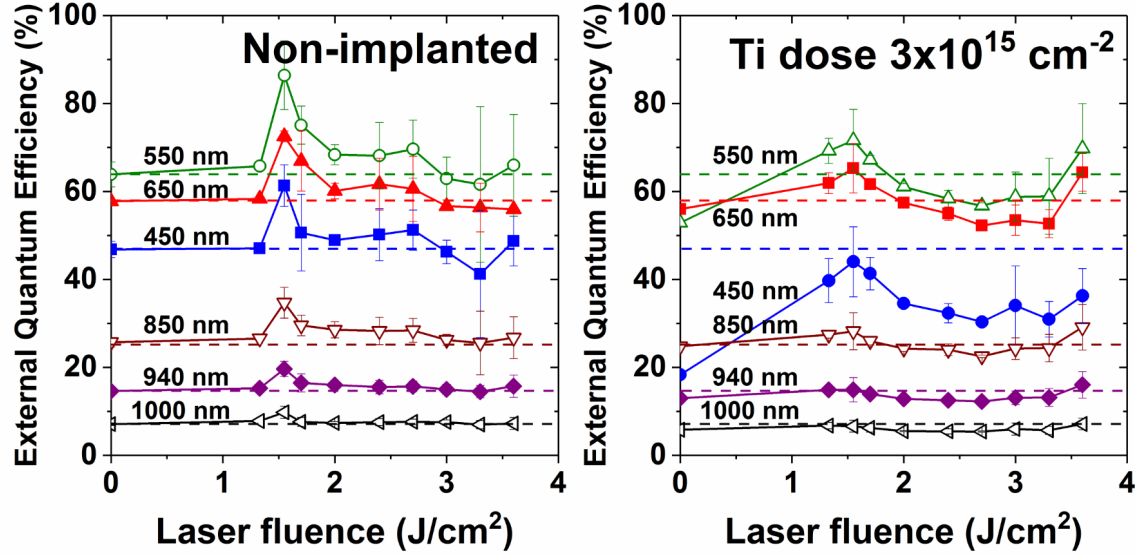 External Quantum Efficiency (%)
100
80
60
40
20
0
Non-implanted
550 nm
650 nm
450 nm
850 nm
940 nm
1000 nm
0 1 2 3 4
Laser fluence (J/cm²)
External Quantum Efficiency (%)
100
80
60
40
20
0
Ti dose 3x10¹⁵ cm⁻²
550 nm
650 nm
450 nm
850 nm
940 nm
1000 nm
0 1 2 3 4
Laser fluence (J/cm²)